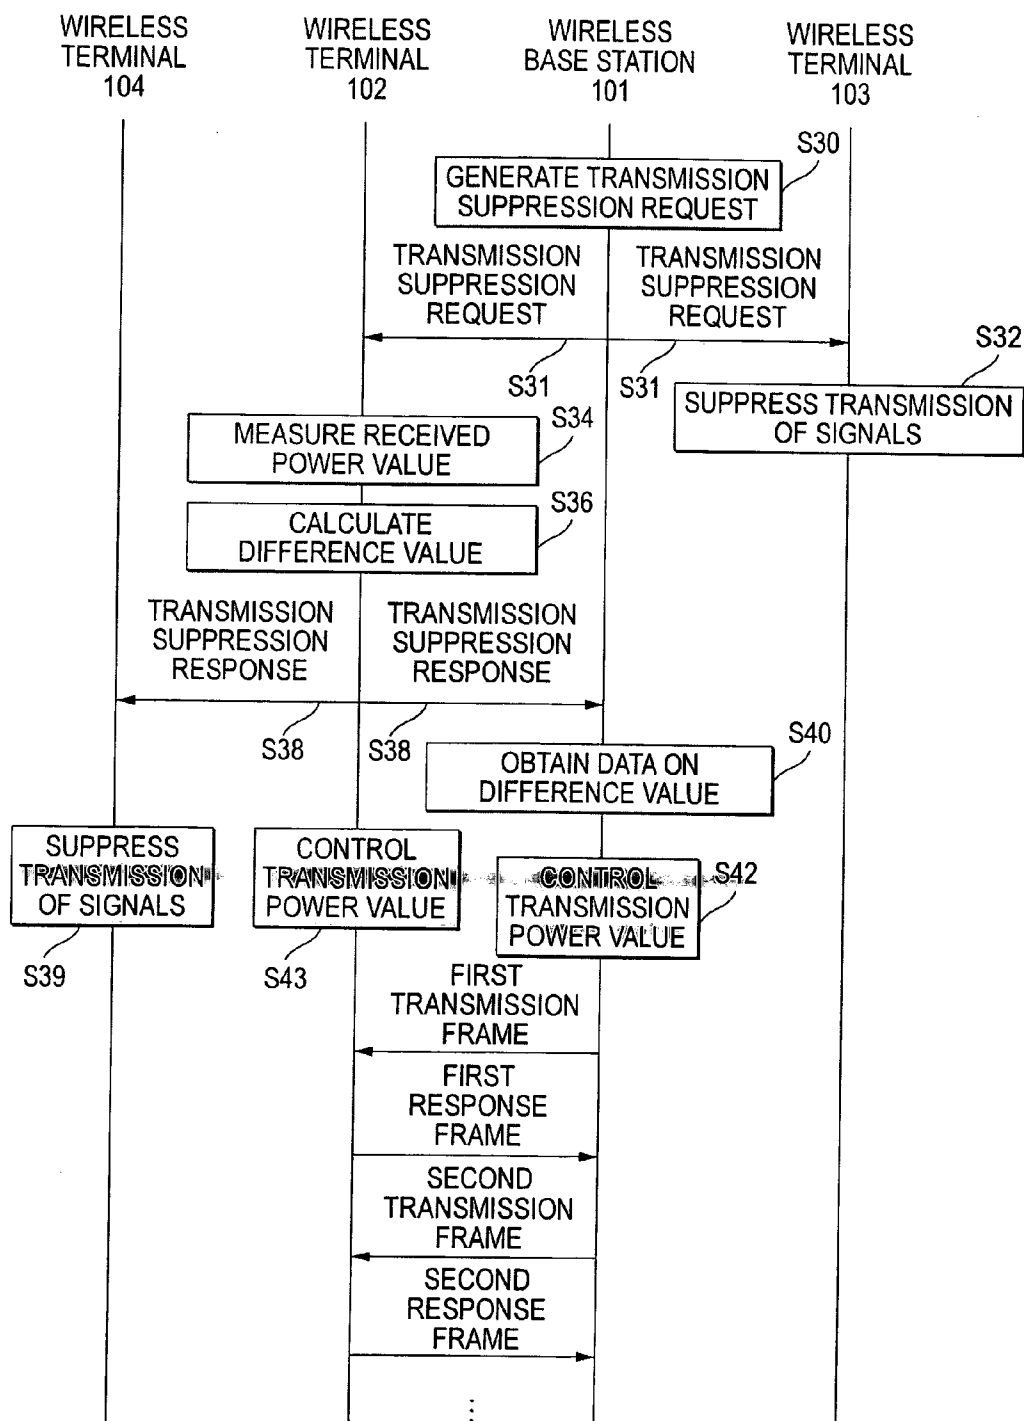 WIRELESS
TERMINAL
104
WIRELESS
TERMINAL
102
WIRELESS
BASE STATION
101
WIRELESS
TERMINAL
103
S30
GENERATE TRANSMISSION
SUPPRESSION REQUEST
TRANSMISSION
SUPPRESSION
REQUEST
TRANSMISSION
SUPPRESSION
REQUEST
S31
S31
S32
SUPPRESS TRANSMISSION
OF SIGNALS
S34
MEASURE RECEIVED
POWER VALUE
S36
CALCULATE
DIFFERENCE VALUE
TRANSMISSION
SUPPRESSION
RESPONSE
TRANSMISSION
SUPPRESSION
RESPONSE
S38
S38
S40
OBTAIN DATA ON
DIFFERENCE VALUE
SUPPRESS
TRANSMISSION
OF SIGNALS
S39
CONTROL
TRANSMISSION
POWER VALUE
S43
CONTROL
TRANSMISSION
POWER VALUE
S42
FIRST
TRANSMISSION
FRAME
FIRST
RESPONSE
FRAME
SECOND
TRANSMISSION
FRAME
SECOND
RESPONSE
FRAME